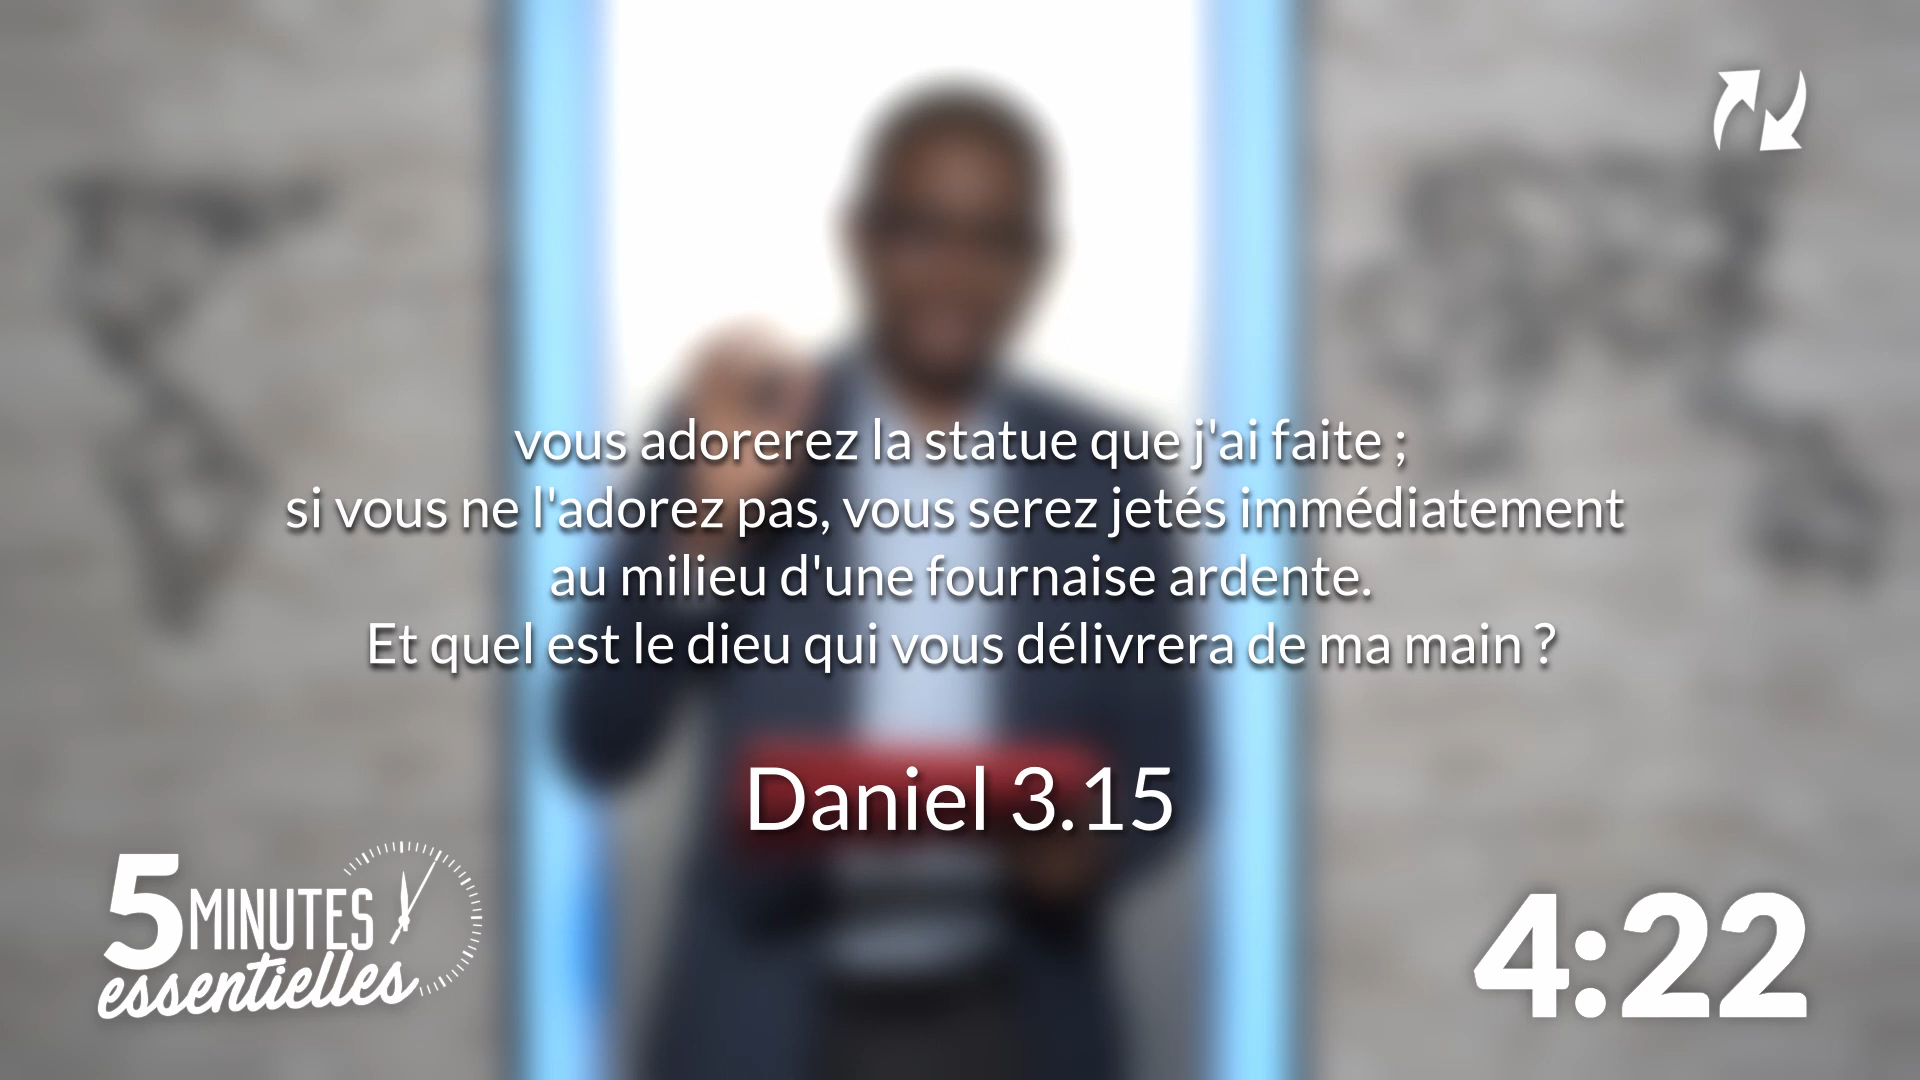 vous adorerez la statue que j'ai faite ;
si vous ne l'adorez pas, vous serez jetés immédiatement
au milieu d'une fournaise ardente.
Et quel est le dieu qui vous délivrera de ma main ?
Daniel 3.15
5 MINUTES
essentielles
4:22